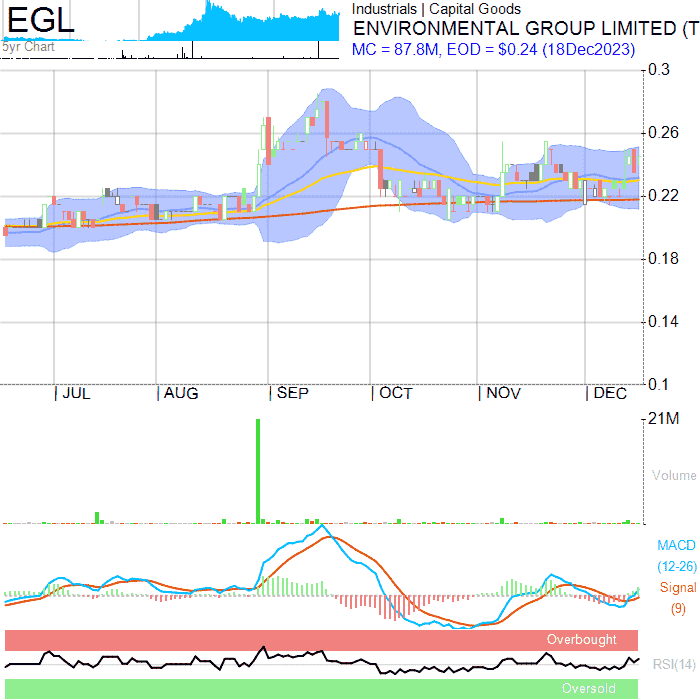 EGL
5yr Chart
Industrials | Capital Goods
ENVIRONMENTAL GROUP LIMITED (T
MC = 87.8M, EOD = $0.24 (18Dec2023)
0.3
0.26
0.22
0.18
0.14
0.1
JUL AUG SEP OCT NOV DEC
21M
Volume
MACD
(12-26)
Signal
(9)
Overbought
RSI(14)
Oversold